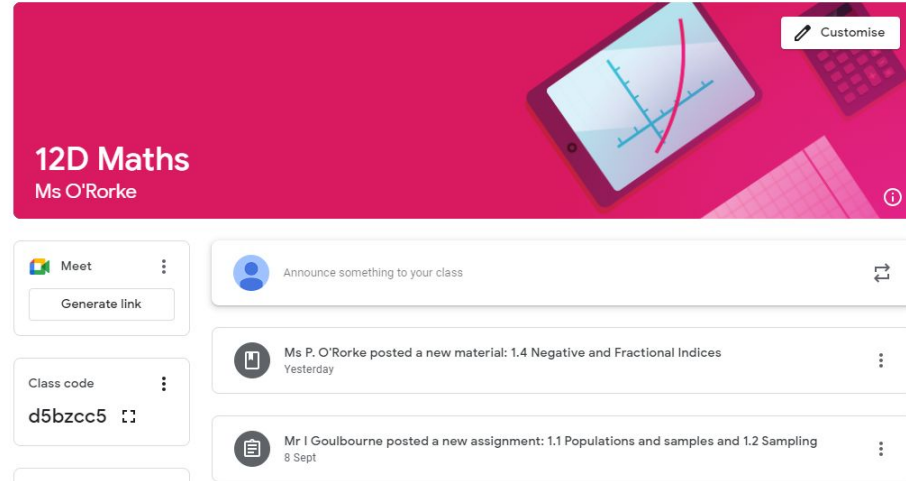 Customise
12D Maths
Ms O'Rorke
Meet
Generate link
Class code
d5bzcc5
Announce something to your class
Ms P. O'Rorke posted a new material: 1.4 Negative and Fractional Indices
Yesterday
Mr I Goulbourne posted a new assignment: 1.1 Populations and samples and 1.2 Sampling
8 Sept